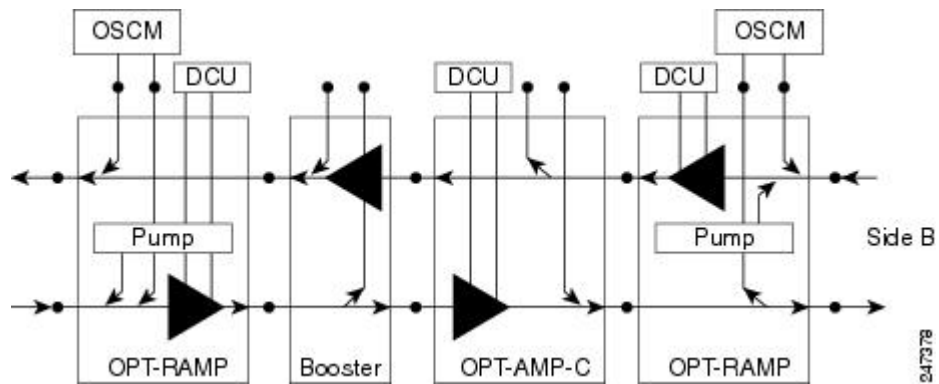 OSCM
OSCM
DCU
DCU
DCU
Pump
Pump
Side B
OPT-RAMP
Booster
OPT-AMP-C
OPT-RAMP
247378